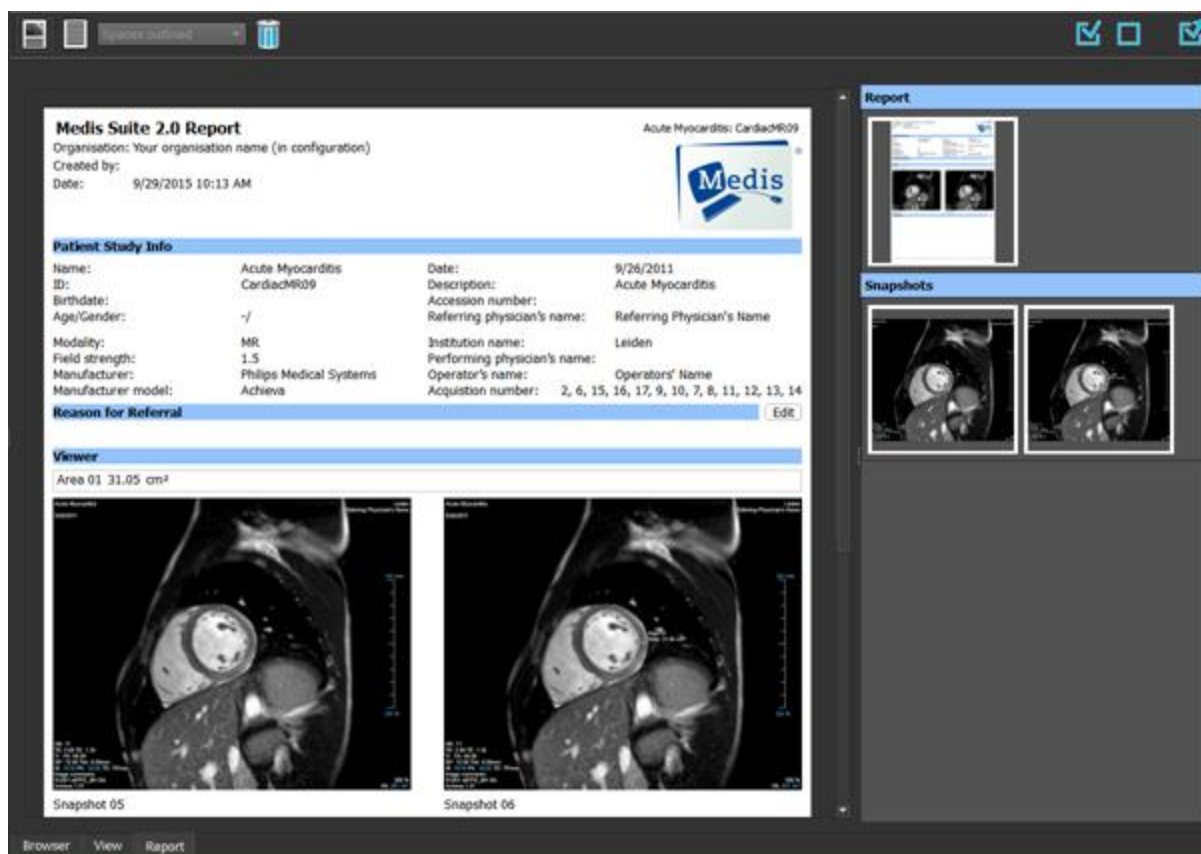 Spaces outlined
Medis Suite 2.0 Report
Acute Myocarditis: CardiacMR09
Organisation: Your organisation name (in configuration)
Created by:
Date: 9/29/2015 10:13 AM
Medis
Patient Study Info
Name: Acute Myocarditis Date: 9/26/2011
ID: CardiacMR09 Description: Acute Myocarditis
Birthdate: Accession number:
Age/Gender: -/ Referring physician's name: Referring Physician's Name
Modality: MR Institution name: Leiden
Field strength: 1.5 Performing physician's name:
Manufacturer: Philips Medical Systems Operator's name: Operators' Name
Manufacturer model: Achieva Acquistion number: 2, 6, 15, 16, 17, 9, 10, 7, 8, 11, 12, 13, 14
Reason for Referral Edit
Viewer
Area 01 31.05 cm²
Snapshot 05 Snapshot 06
Report
Snapshots
Browser View Report